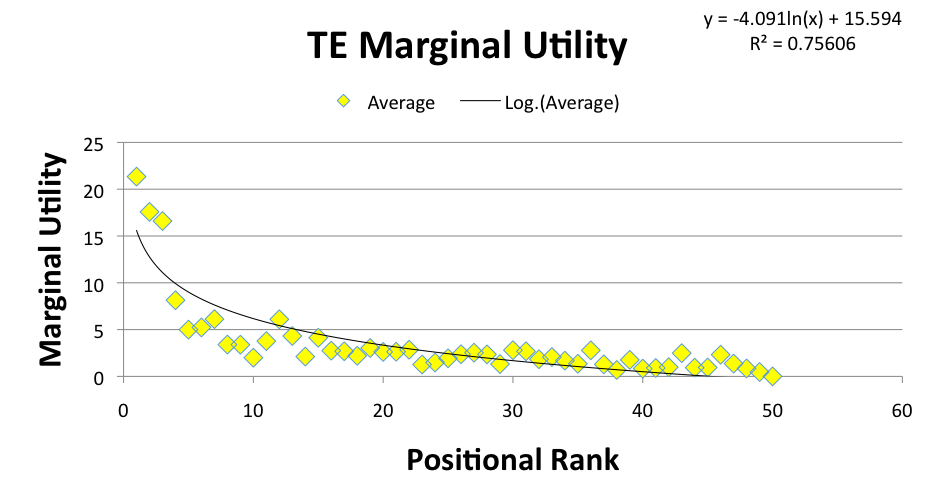 y = -4.091ln(x) + 15.594
R² = 0.75606
TE Marginal Utility
Average
Log.(Average)
Marginal Utility
25
20
15
10
5
0
0 10 20 30 40 50 60
Positional Rank